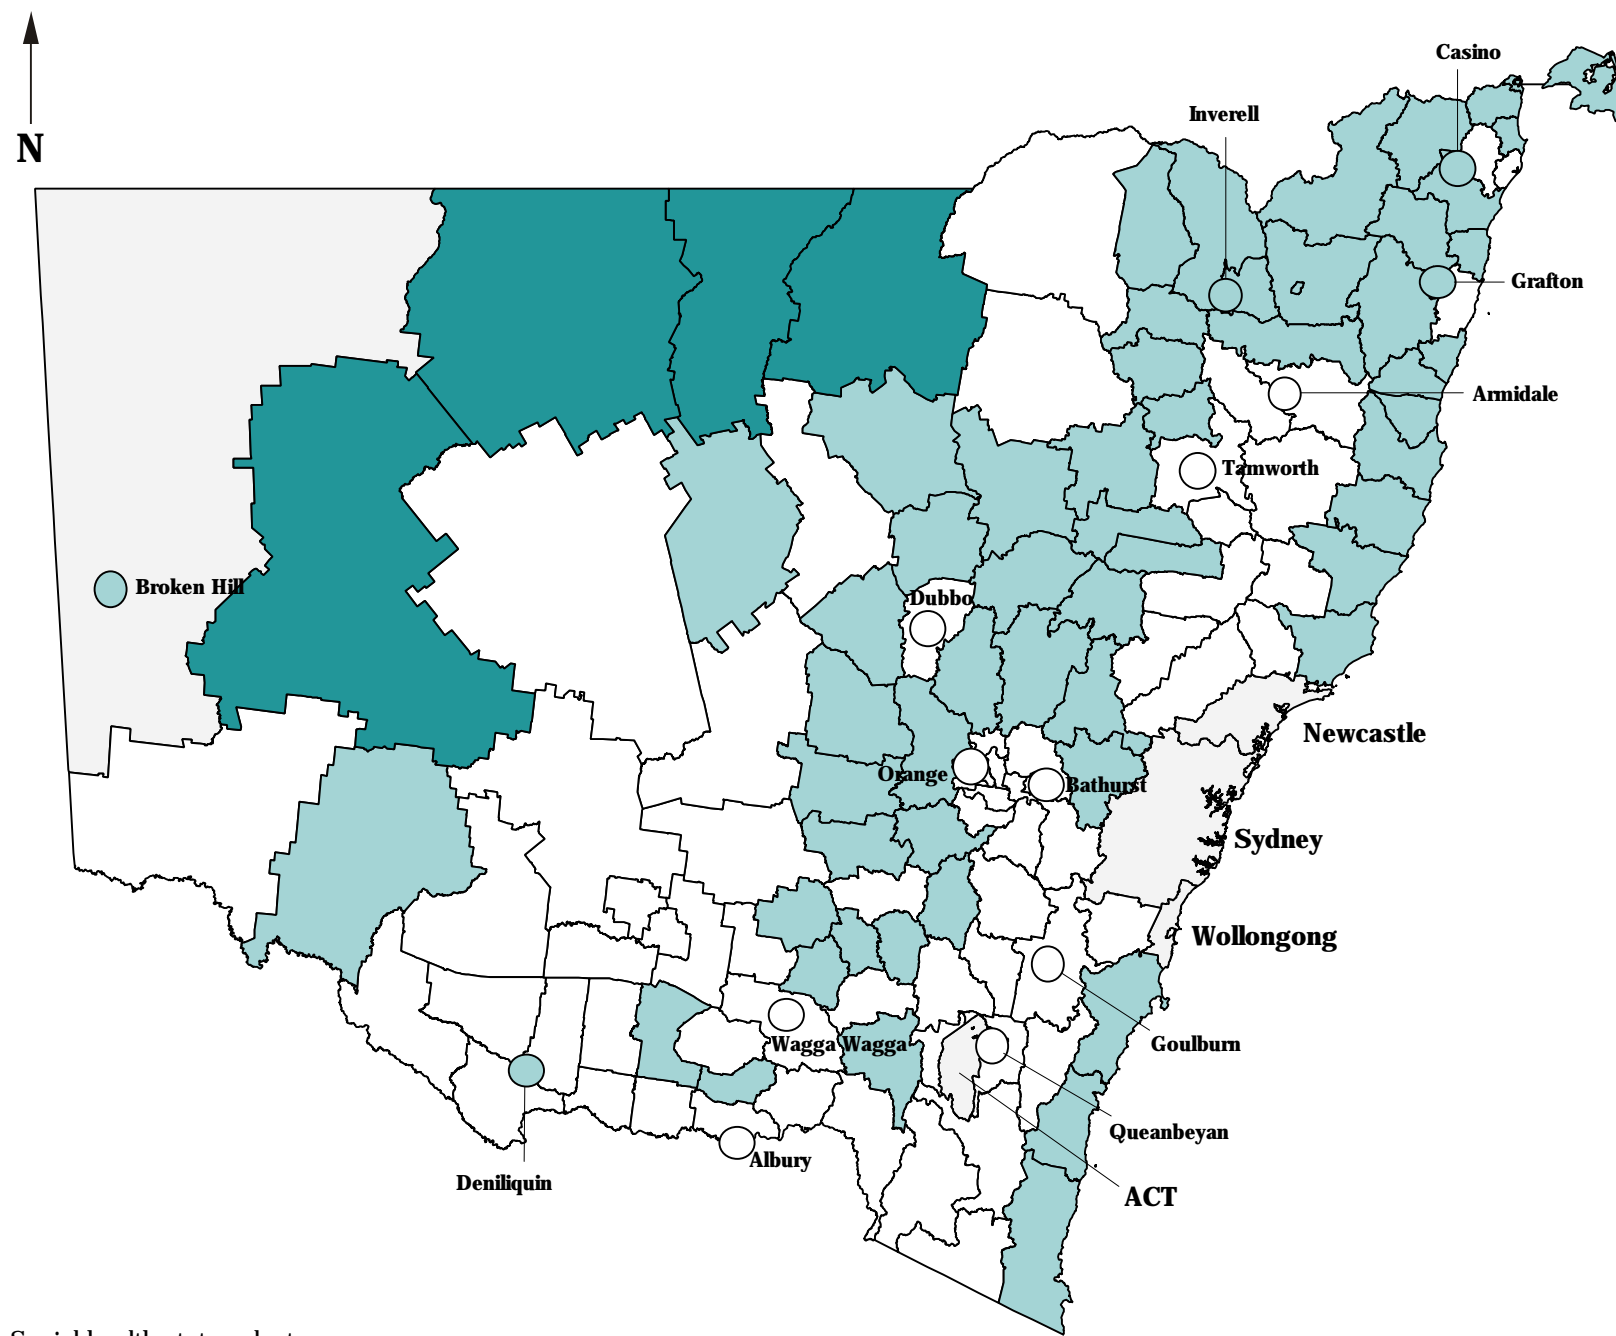 Casino
Inverell
N
Grafton
Armidale
Tamworth
Broken Hill
Dubbo
Newcastle
Orange
Bathurst
Sydney
Wollongong
Goulburn
Wagga Wagga
Queanbeyan
Albury
Deniliquin
ACT